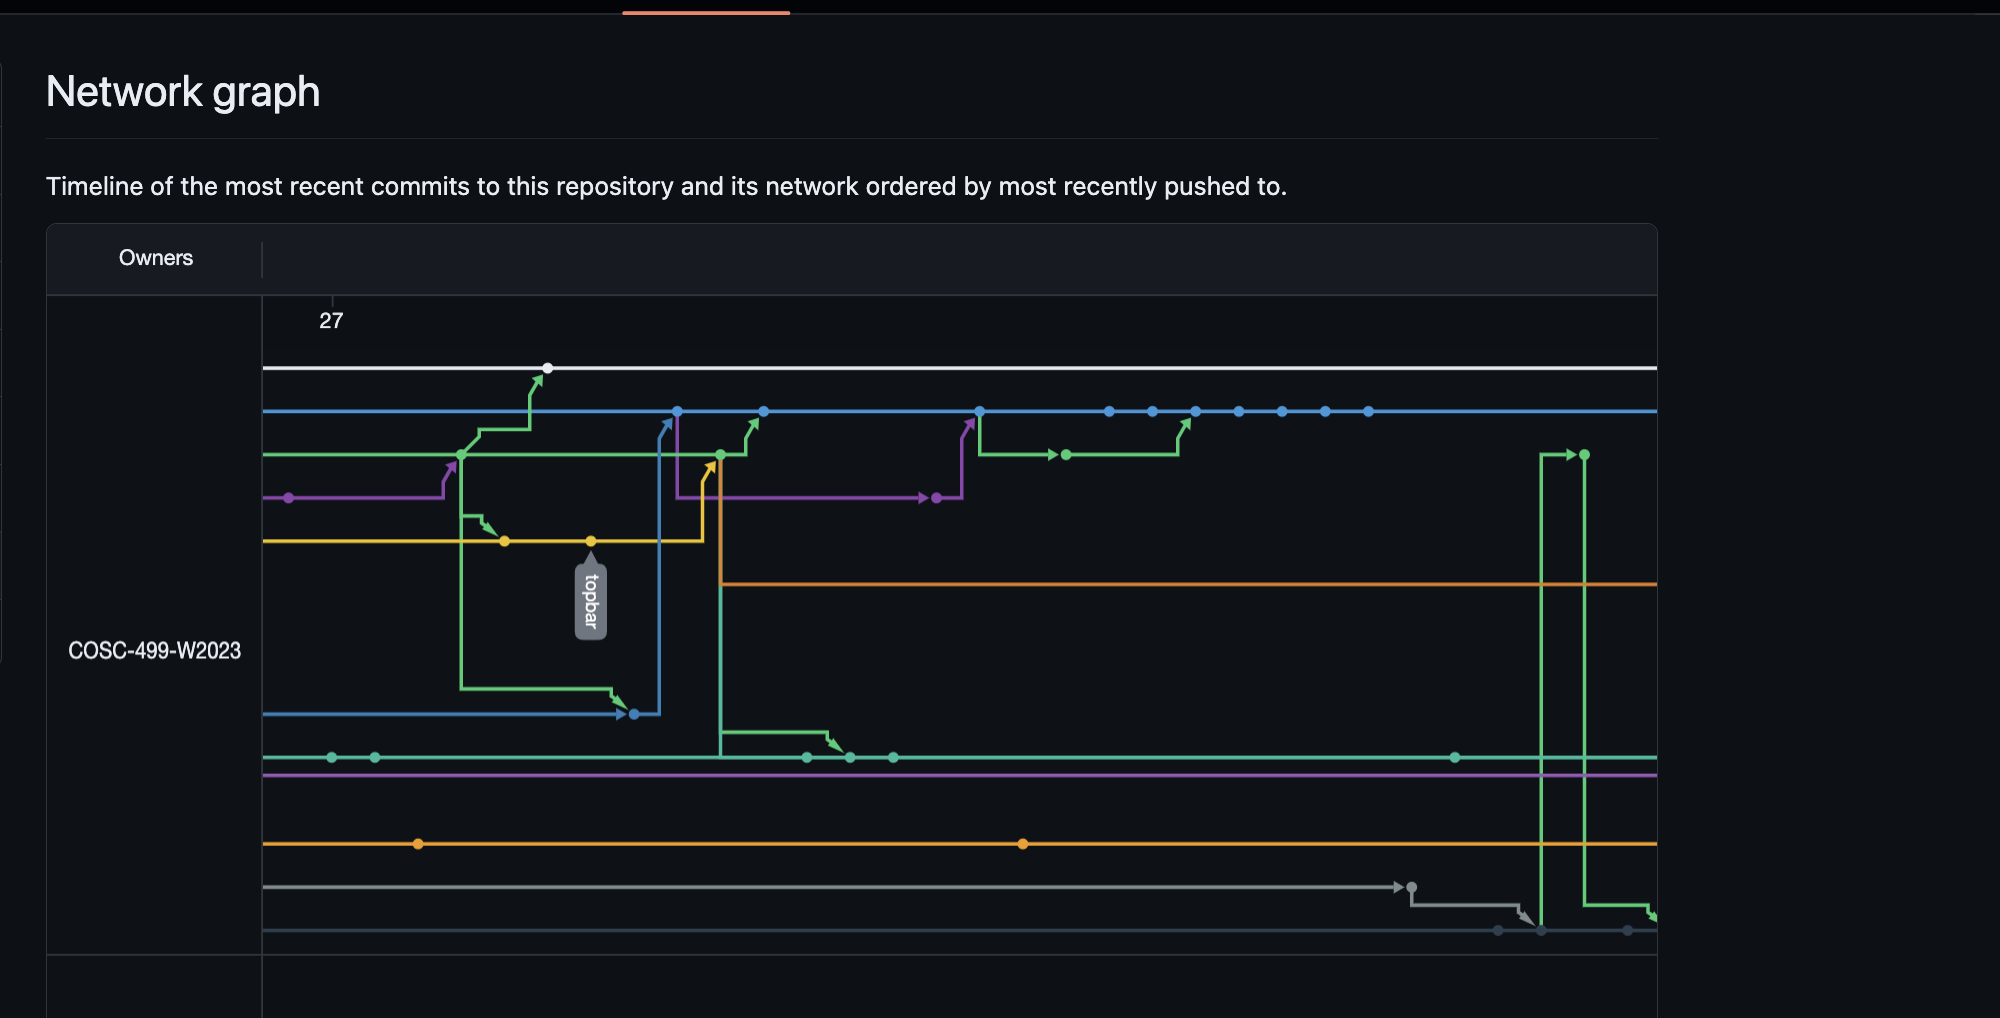 Network graph
Timeline of the most recent commits to this repository and its network ordered by most recently pushed to.
Owners
27
topbar
COSC-499-W2023